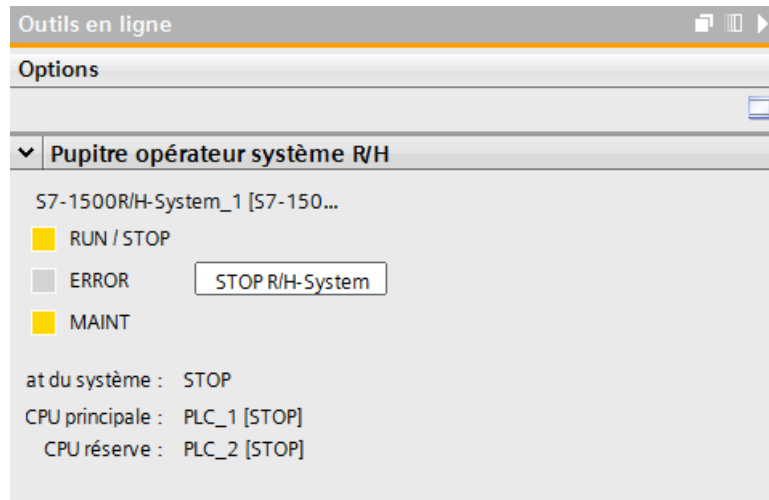 Outils en ligne
Options
Pupitre opérateur système R/H
S7-1500R/H-System_1 [S7-150...
RUN / STOP
ERROR STOP R/H-System
MAINT
at du système : STOP
CPU principale : PLC_1 [STOP]
CPU réserve : PLC_2 [STOP]